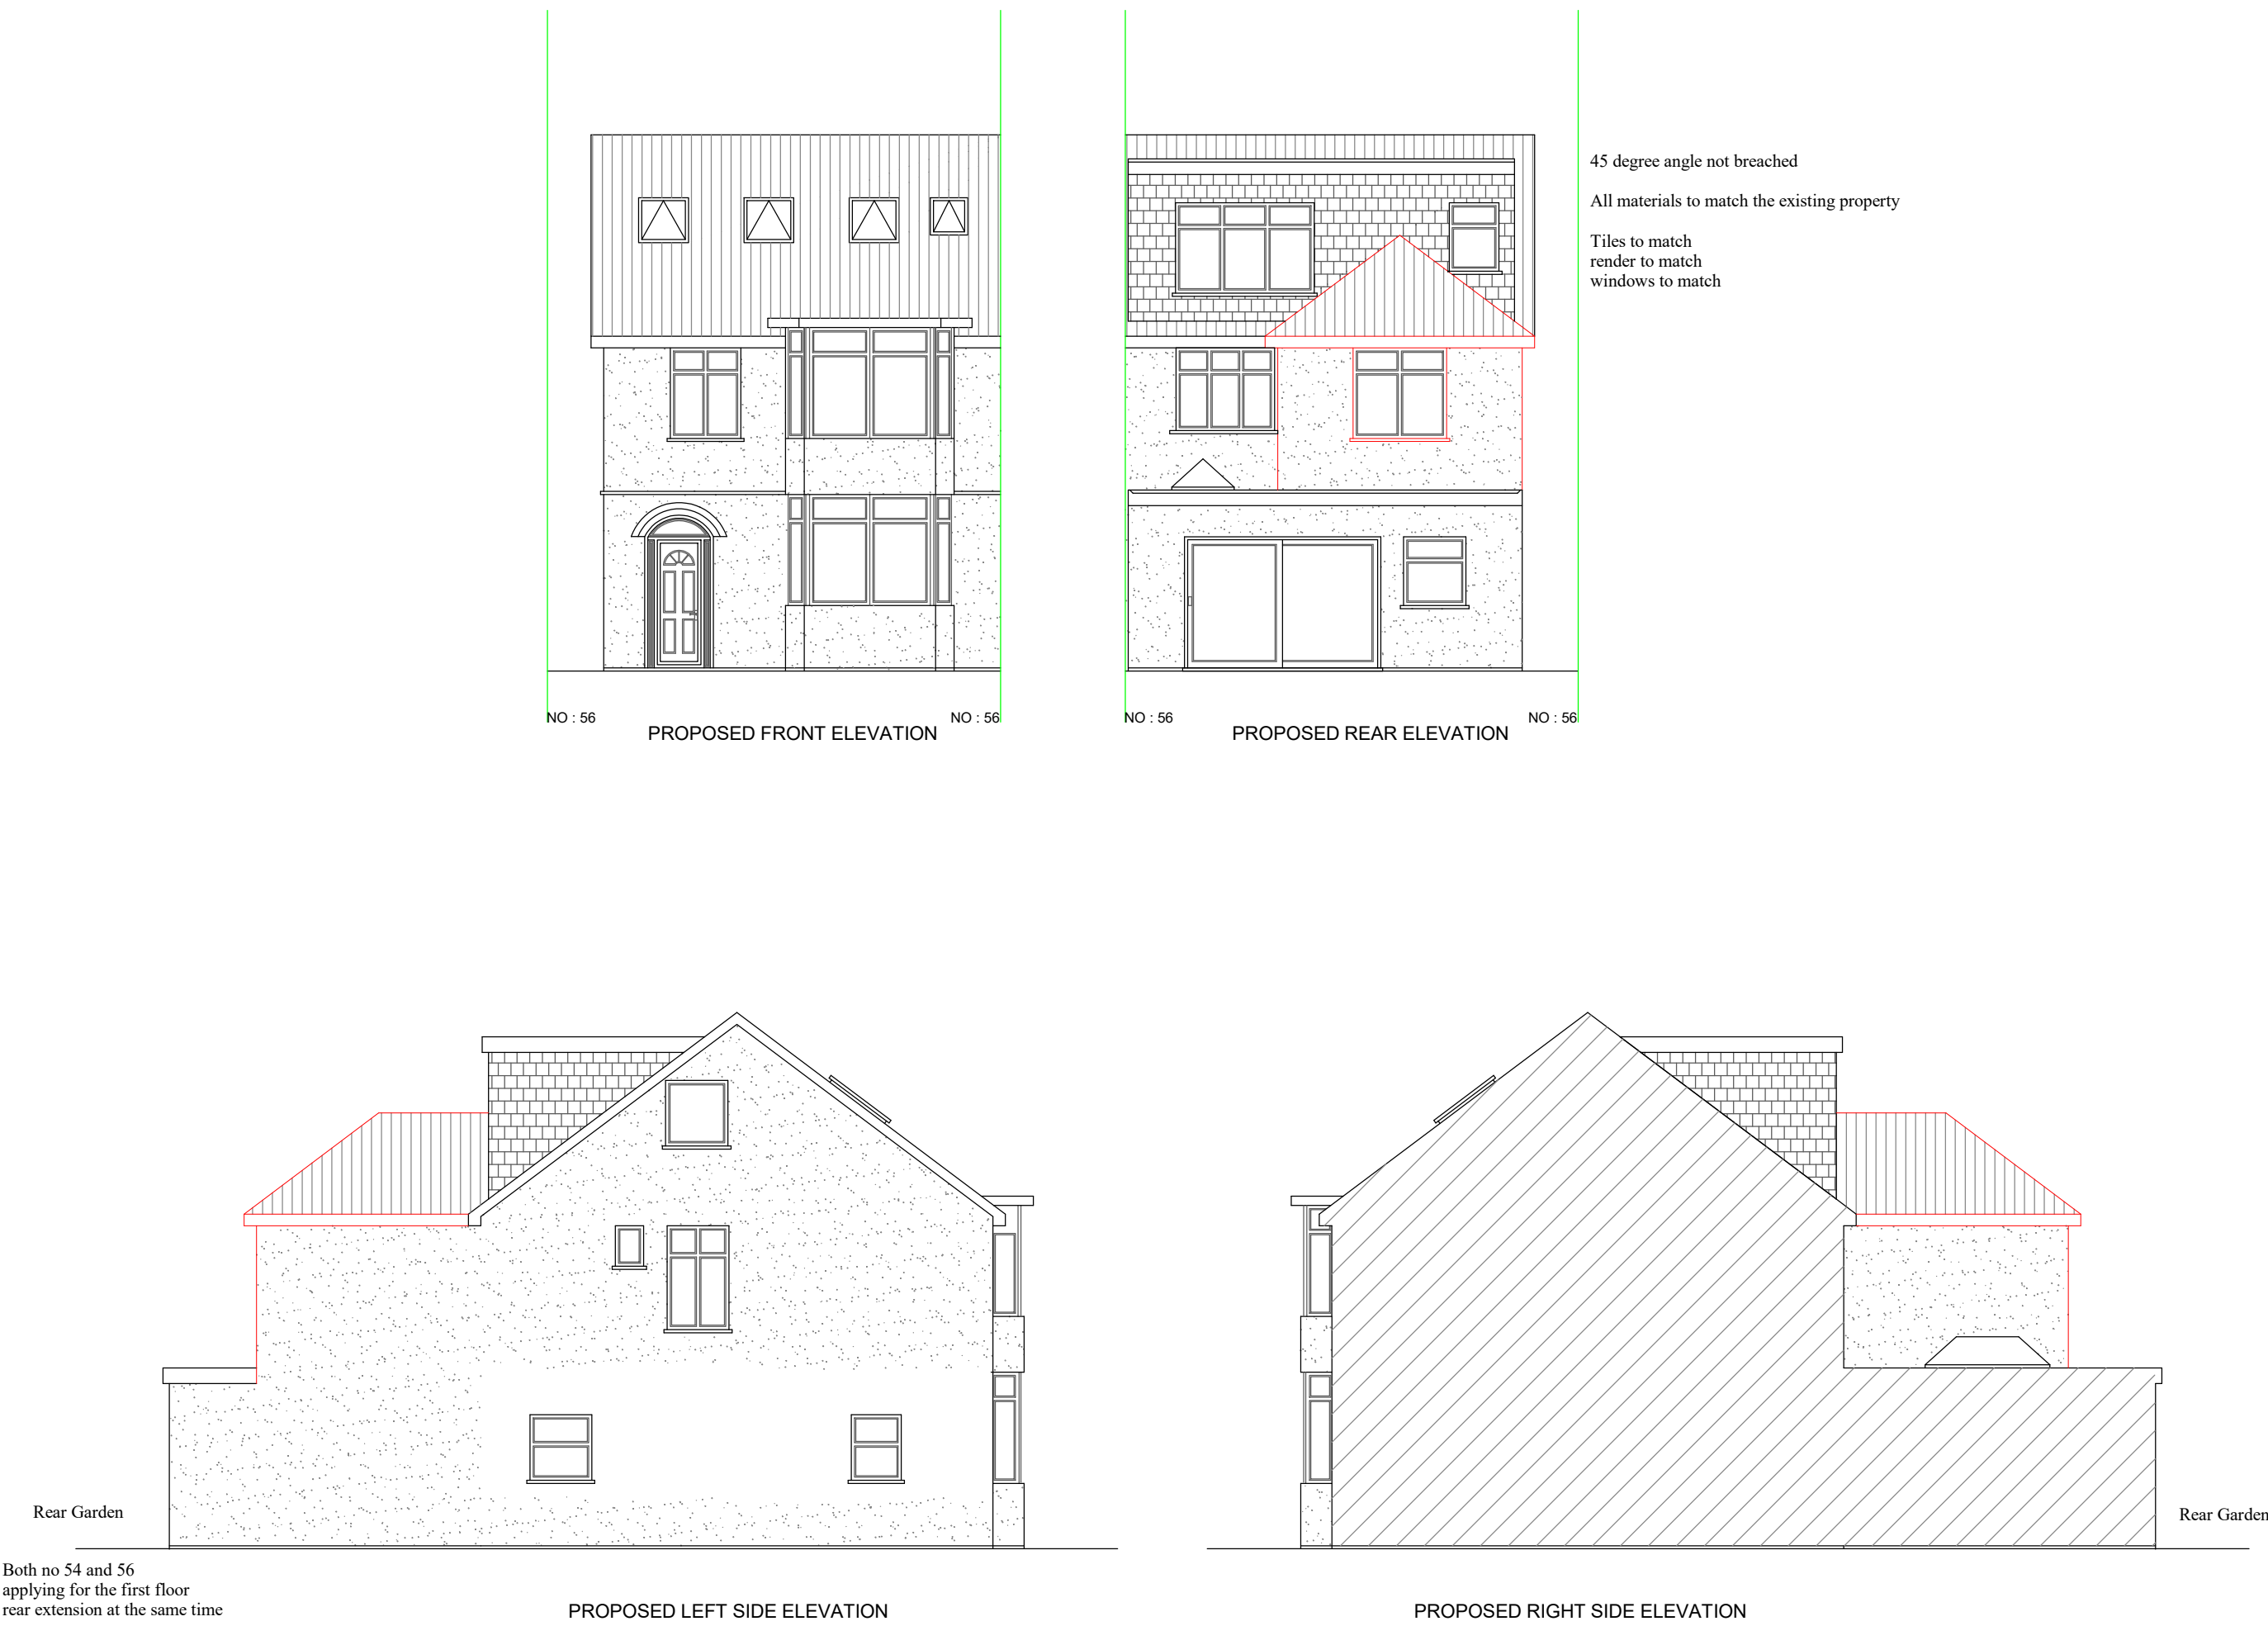 45 degree angle not breached
All materials to match the existing property
Tiles to match
render to match
windows to match
NO : 56
NO : 56
PROPOSED FRONT ELEVATION
NO : 56
NO : 56
PROPOSED REAR ELEVATION
Rear Garden
Rear Garden
Both no 54 and 56
applying for the first floor
rear extension at the same time
PROPOSED LEFT SIDE ELEVATION
PROPOSED RIGHT SIDE ELEVATION